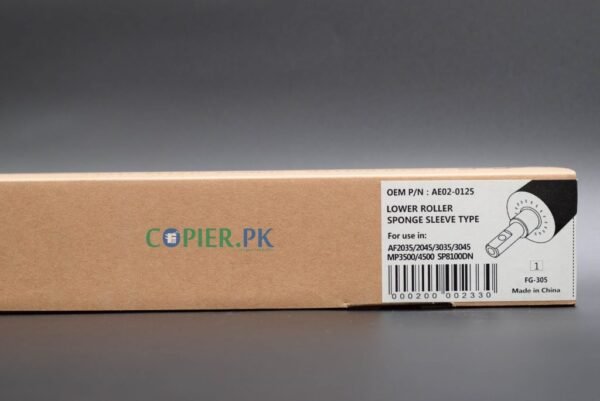 COPIER.PK
OEM P/N : AE02-0125
LOWER ROLLER
SPONGE SLEEVE TYPE
For use in:
AF2035/2045/3035/3045
MP3500/4500 SP8100DN
000200 002330
1
FG-305
Made in China